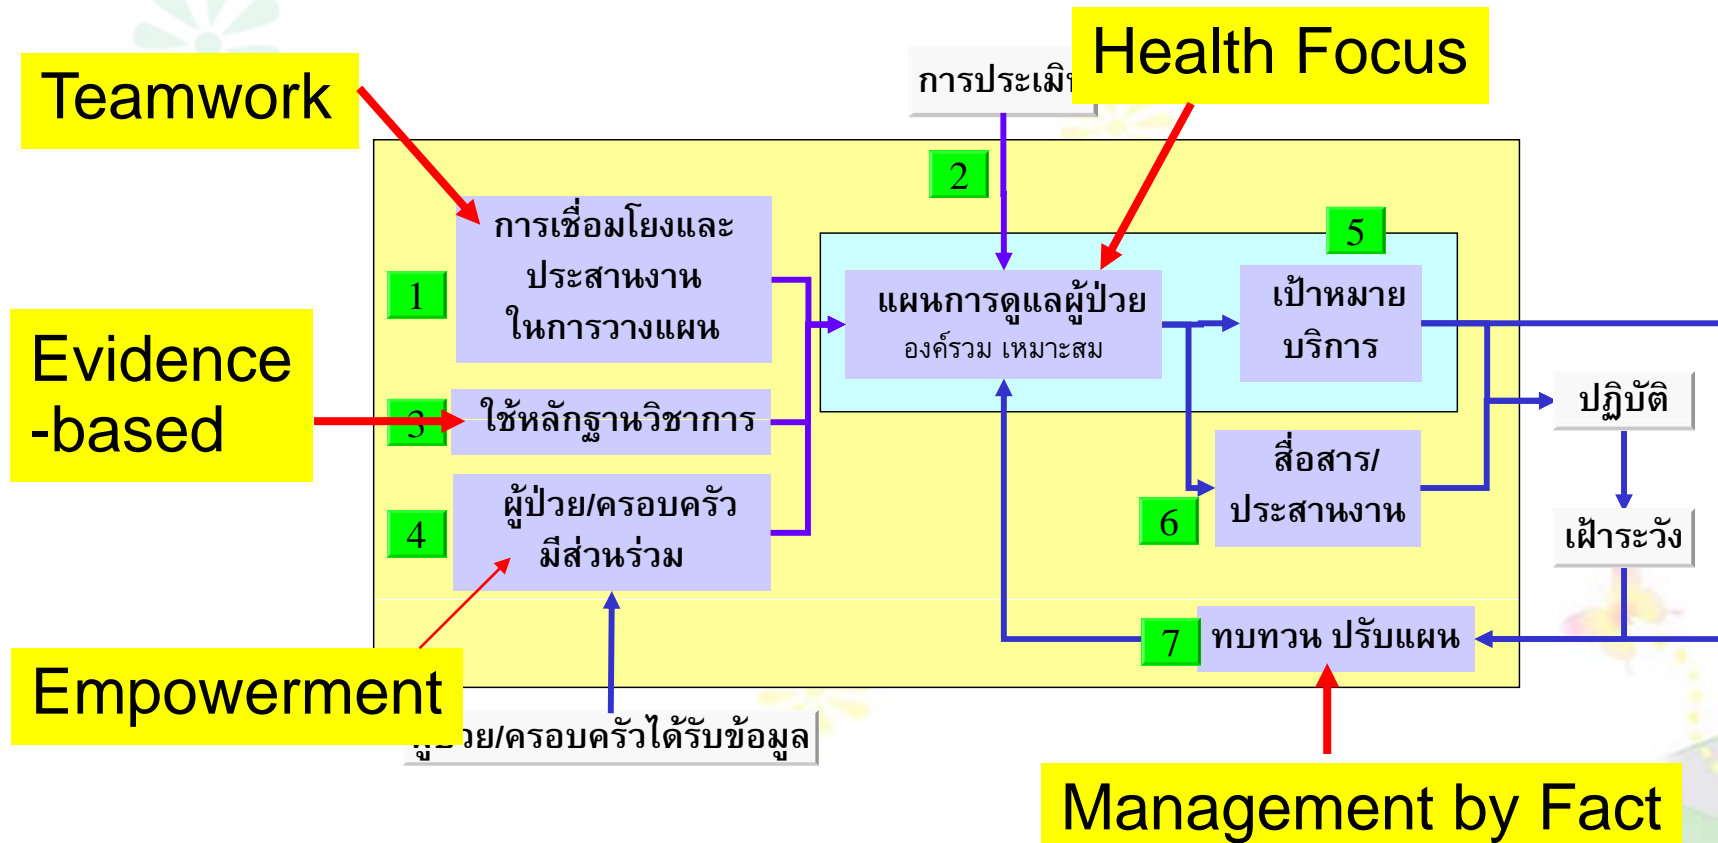 Health Focus
Teamwork
2
การเชื่อมโยงและ
ประสานงาน
ในการวางแผน
1
5
แผนการดูแลผู้ป่วย
องค์รวม เหมาะสม
เป้าหมาย
บริการ
Evidence
-based
3
ใช้หลักฐานวิชาการ
ปฏิบัติ
สื่อสาร/
ประสานงาน
6
4
ผู้ป่วย/ครอบครัว
มีส่วนร่วม
เฝ้าระวัง
7
ทบทวน ปรับแผน
Empowerment
ผู้ป่วย/ครอบครัวได้รับข้อมูล
Management by Fact